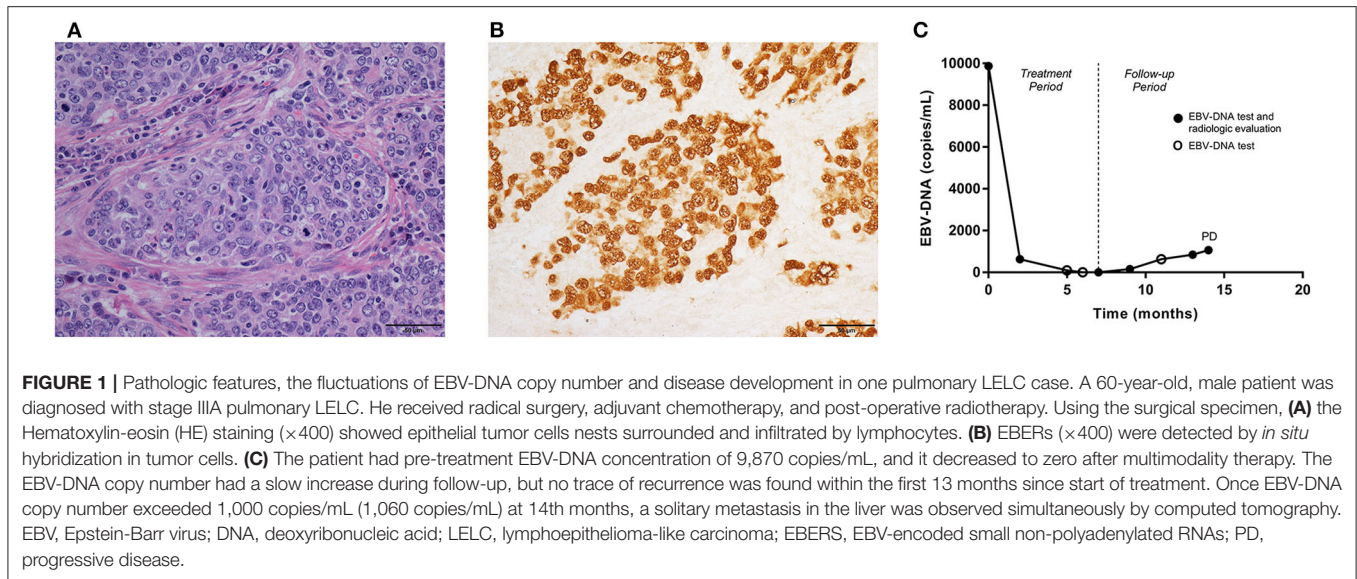 A
B
C
50 µm
50 µm
10000
8000
6000
4000
2000
0
EBV-DNA (copies/mL)
Treatment
Period
Follow-up
Period
EBV-DNA test and
radiologic evaluation
EBV-DNA test
PD
0
5
10
15
20
Time (months)
FIGURE 1 | Pathologic features, the fluctuations of EBV-DNA copy number and disease development in one pulmonary LELC case. A 60-year-old, male patient was
diagnosed with stage IIIA pulmonary LELC. He received radical surgery, adjuvant chemotherapy, and post-operative radiotherapy. Using the surgical specimen, (A) the
Hematoxylin-eosin (HE) staining (×400) showed epithelial tumor cells nests surrounded and infiltrated by lymphocytes. (B) EBERs (×400) were detected by in situ
hybridization in tumor cells. (C) The patient had pre-treatment EBV-DNA concentration of 9,870 copies/mL, and it decreased to zero after multimodality therapy. The
EBV-DNA copy number had a slow increase during follow-up, but no trace of recurrence was found within the first 13 months since start of treatment. Once EBV-DNA
copy number exceeded 1,000 copies/mL (1,060 copies/mL) at 14th months, a solitary metastasis in the liver was observed simultaneously by computed tomography.
EBV, Epstein-Barr virus; DNA, deoxyribonucleic acid; LELC, lymphoepithelioma-like carcinoma; EBERS, EBV-encoded small non-polyadenylated RNAs; PD,
progressive disease.